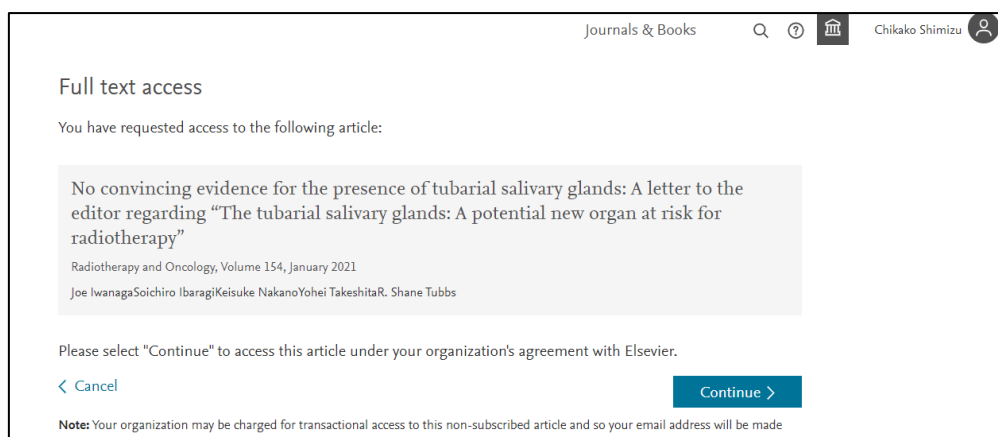 Journals & Books
Chikako Shimizu
Full text access
You have requested access to the following article:
No convincing evidence for the presence of tubarial salivary glands: A letter to the
editor regarding “The tubarial salivary glands: A potential new organ at risk for
radiotherapy”
Radiotherapy and Oncology, Volume 154, January 2021
Joe IwanagaSoichiro IbaragiKeisuke NakanoYohei TakeshitaR. Shane Tubbs
Please select "Continue" to access this article under your organization's agreement with Elsevier.
Cancel
Continue
Note: Your organization may be charged for transactional access to this non-subscribed article and so your email address will be made